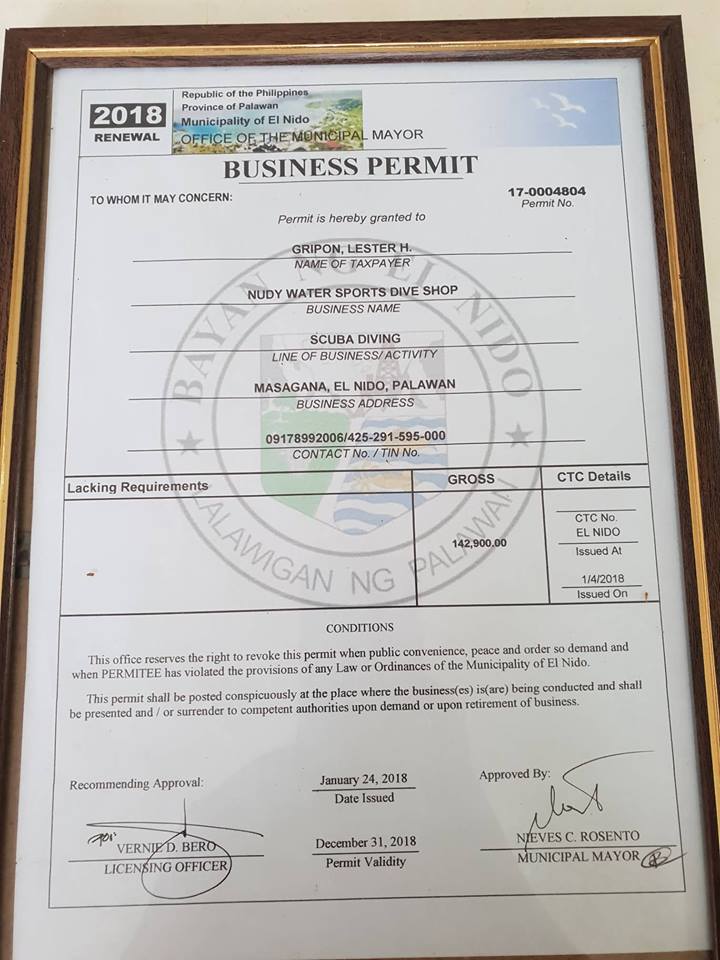 2018
RENEWAL
Republic of the Philippines
Province of Palawan
Municipality of El Nido
OFFICE OF THE MUNICIPAL MAYOR
BUSINESS PERMIT
TO WHOM IT MAY CONCERN:
17-0004804
Permit No.
Permit is hereby granted to
GRIPON, LESTER H.
NAME OF TAXPAYER
NUDY WATER SPORTS DIVE SHOP
BUSINESS NAME
SCUBA DIVING
LINE OF BUSINESS/ACTIVITY
MASAGANA, EL NIDO, PALAWAN
BUSINESS ADDRESS
09178992006/425-291-595-000
CONTACT No. / TIN No.
BAYAN NG EL NIDO
LALAWIGAN NG PALAWAN
Lacking Requirements
GROSS
CTC Details
142,900.00
CTC No.
EL NIDO
Issued At
1/4/2018
Issued On
CONDITIONS
This office reserves the right to revoke this permit when public convenience, peace and order so demand and
when PERMITEE has violated the provisions of any Law or Ordinances of the Municipality of El Nido.
This permit shall be posted conspicuously at the place where the business(es) is(are) being conducted and shall
be presented and / or surrender to competent authorities upon demand or upon retirement of business.
Recommending Approval:
January 24, 2018
Date Issued
Approved By:
for
VERNIE D. BERO
LICENSING OFFICER
December 31, 2018
Permit Validity
NIEVES C. ROSENTO
MUNICIPAL MAYOR